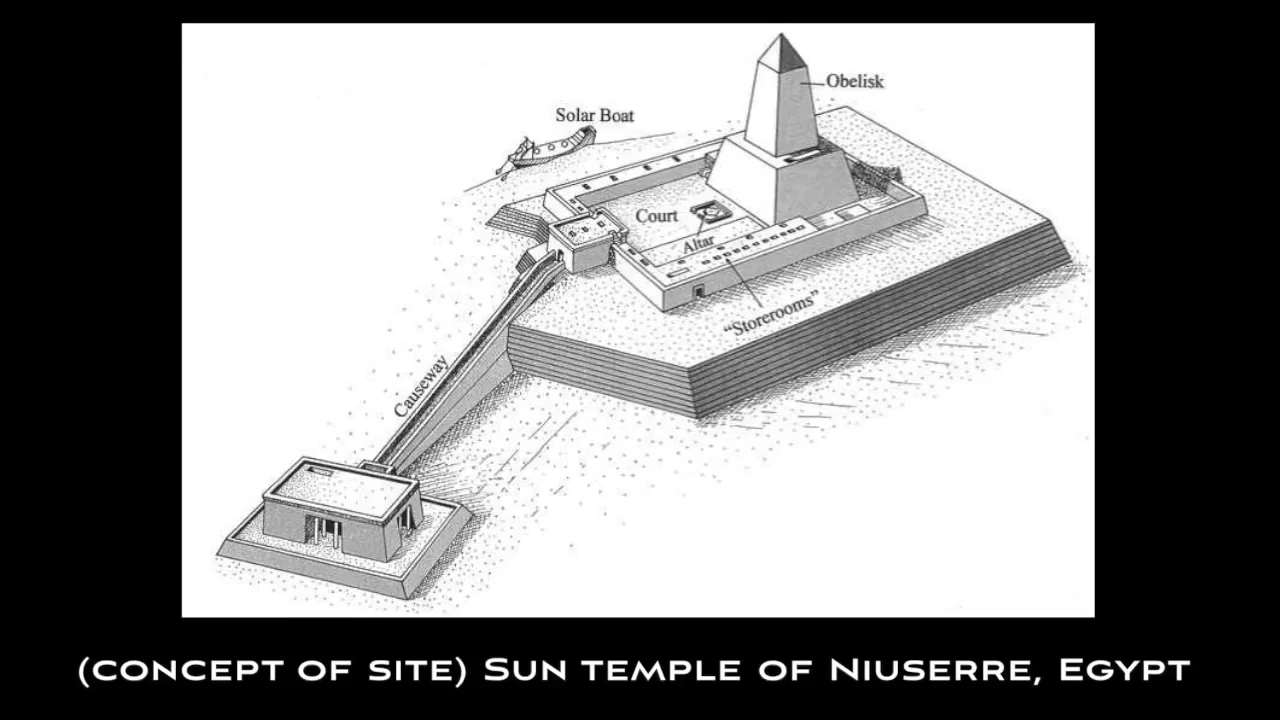 Obelisk
Solar Boat
Court
Altar
“Storerooms”
Causeway
(concept of site) Sun temple of Niuserre, Egypt